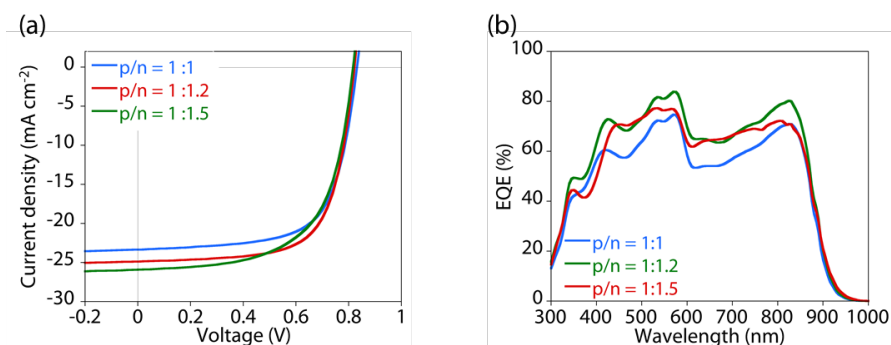 (a)
0
-5
-10
-15
-20
-25
-30
Current density (mA cm-2)
p/n = 1 :1
p/n = 1 :1.2
p/n = 1 :1.5
-0.2 0 0.2 0.4 0.6 0.8 1
Voltage (V)
(b)
100
80
60
40
20
0
EQE (%)
p/n = 1:1
p/n = 1:1.2
p/n = 1:1.5
300 400 500 600 700 800 900 1000
Wavelength (nm)